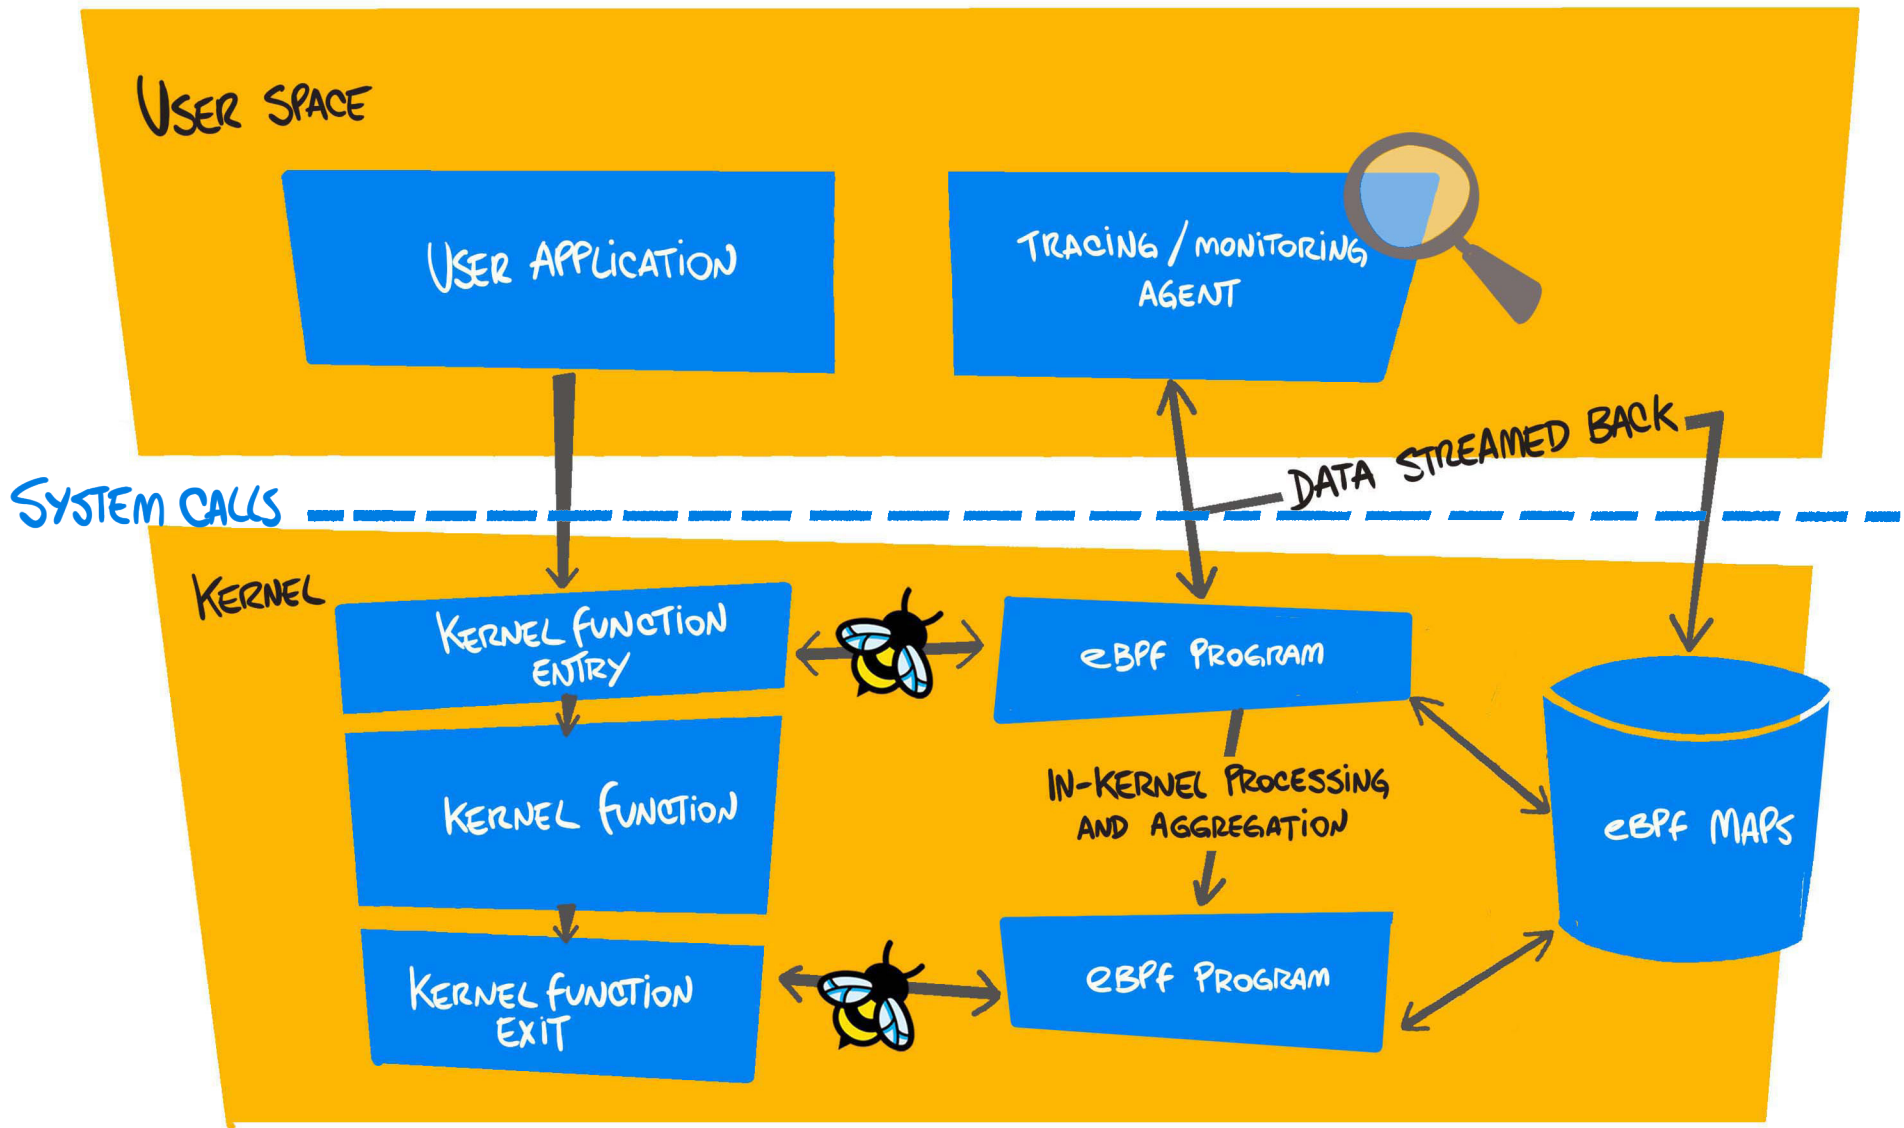 USER SPACE
USER APPLICATION
TRACING / MONITORING
AGENT
DATA STREAMED BACK
SYSTEM CALLS
KERNEL
KERNEL FUNCTION
ENTRY
eBPF PROGRAM
IN-KERNEL PROCESSING
AND AGGREGATION
KERNEL FUNCTION
eBPF MAPS
KERNEL FUNCTION
EXIT
eBPF PROGRAM